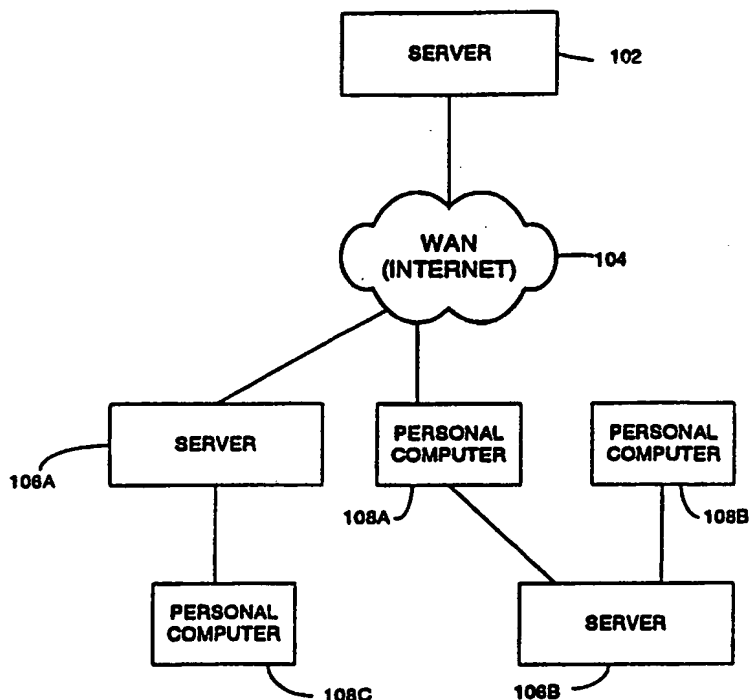 SERVER
102
WAN
(INTERNET)
104
SERVER
106A
PERSONAL
COMPUTER
108A
PERSONAL
COMPUTER
108B
PERSONAL
COMPUTER
108C
SERVER
106B